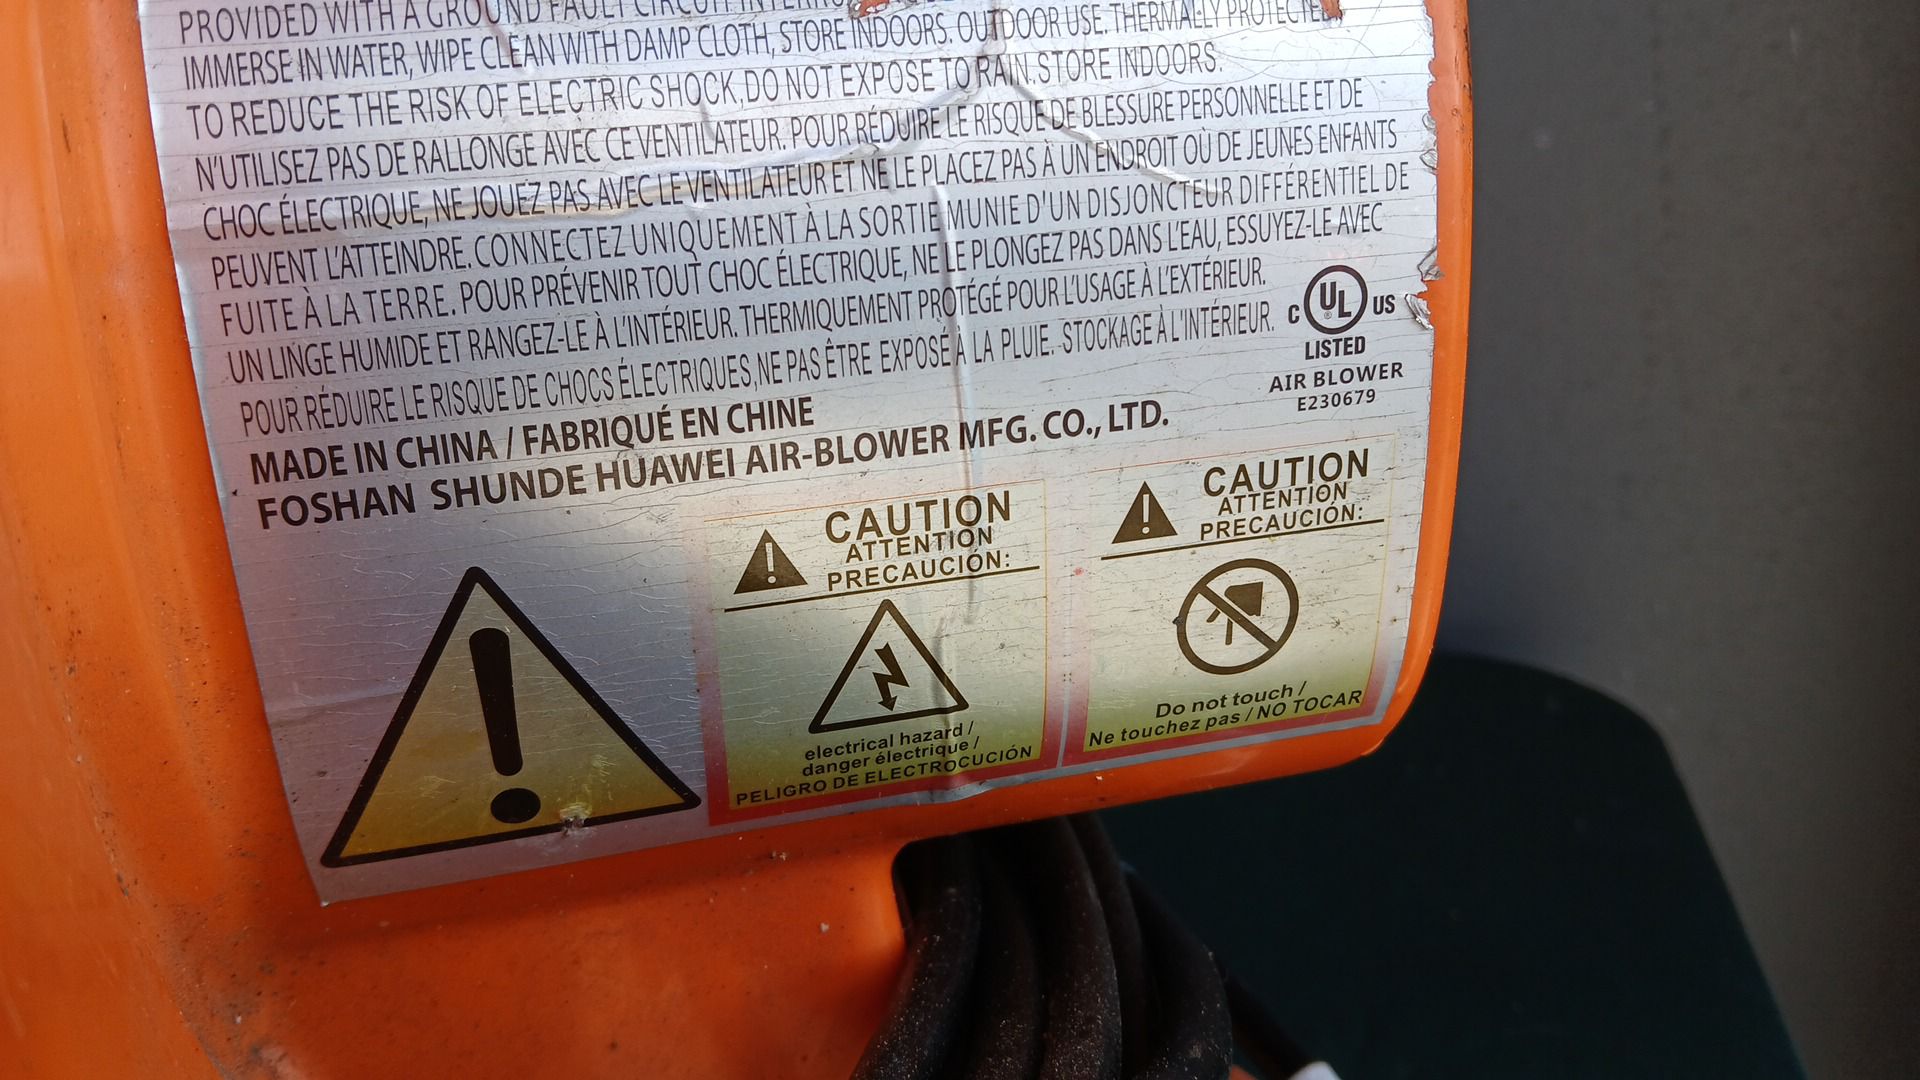 PROVIDED WITH A GROUND FAULT CIRCUIT
IMMERSE IN WATER, WIPE CLEAN WITH DAMP CLOTH, STORE INDOORS. OUTDOOR USE. THERMALLY PROTECTED
TO REDUCE THE RISK OF ELECTRIC SHOCK,DO NOT EXPOSE TO RAIN. STORE INDOORS.
N'UTILISEZ PAS DE RALLONGE AVEC CE VENTILATEUR. POUR RÉDUIRE LE RISQUE DE BLESSURE PERSONNELLE ET DE
CHOC ÉLECTRIQUE, NE JOUEZ PAS AVEC LE VENTILATEUR ET NE LE PLACEZ PAS À UN ENDROIT OÙ DE JEUNES ENFANTS
PEUVENT L'ATTEINDRE. CONNECTEZ UNIQUEMENT À LA SORTIE MUNIE D'UN DISJONCTEUR DIFFÉRENTIEL DE
FUITE À LA TERRE. POUR PRÉVENIR TOUT CHOC ÉLECTRIQUE, NE LE PLONGEZ PAS DANS L'EAU, ESSUYEZ-LE AVEC
UN LINGE HUMIDE ET RANGEZ-LE À L'INTÉRIEUR. THERMIQUEMENT PROTÉGÉ POUR L'USAGE À L'EXTÉRIEUR.
POUR RÉDUIRE LE RISQUE DE CHOCS ÉLECTRIQUES,NE PAS ÊTRE EXPOSÉ À LA PLUIE. STOCKAGE À L'INTÉRIEUR.
C UL ® US
LISTED
AIR BLOWER
E230679
MADE IN CHINA / FABRIQUÉ EN CHINE
FOSHAN SHUNDE HUAWEI AIR-BLOWER MFG. CO., LTD.
CAUTION
ATTENTION
PRECAUCIÓN:
electrical hazard /
danger électrique /
PELIGRO DE ELECTROCUCIÓN
CAUTION
ATTENTION
PRECAUCIÓN:
Do not touch /
Ne touchez pas / NO TOCAR